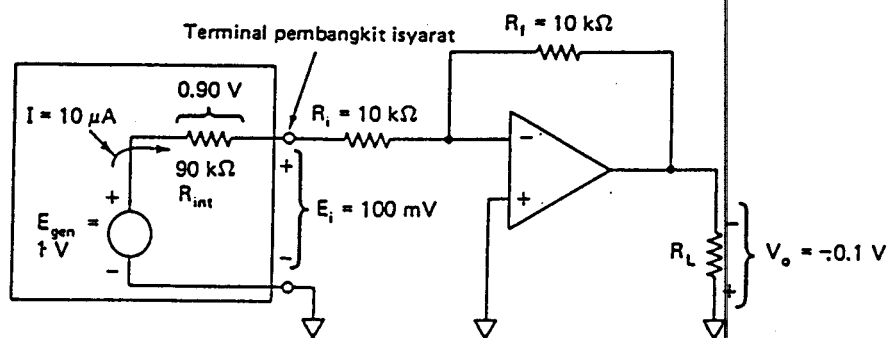 Terminal pembangkit isyarat
R_f = 10 kΩ
0.90 V
I = 10 μA
R_i = 10 kΩ
90 kΩ
R_int
+
E_gen =
1 V
−
+
E_i = 100 mV
−
−
+
R_L
−
+
V_o = −0.1 V